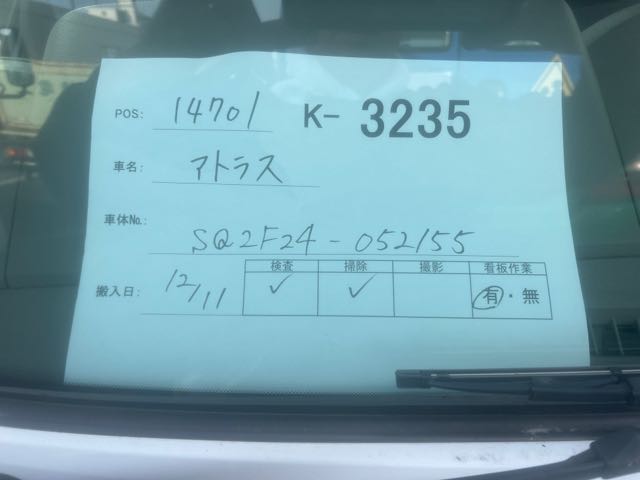 POS: 14701 K- 3235
車名: アトラス
車体No.: SQ2F24-052155
検査 掃除 撮影 看板作業
搬入日: 12/11 ✓ ✓ 有・無